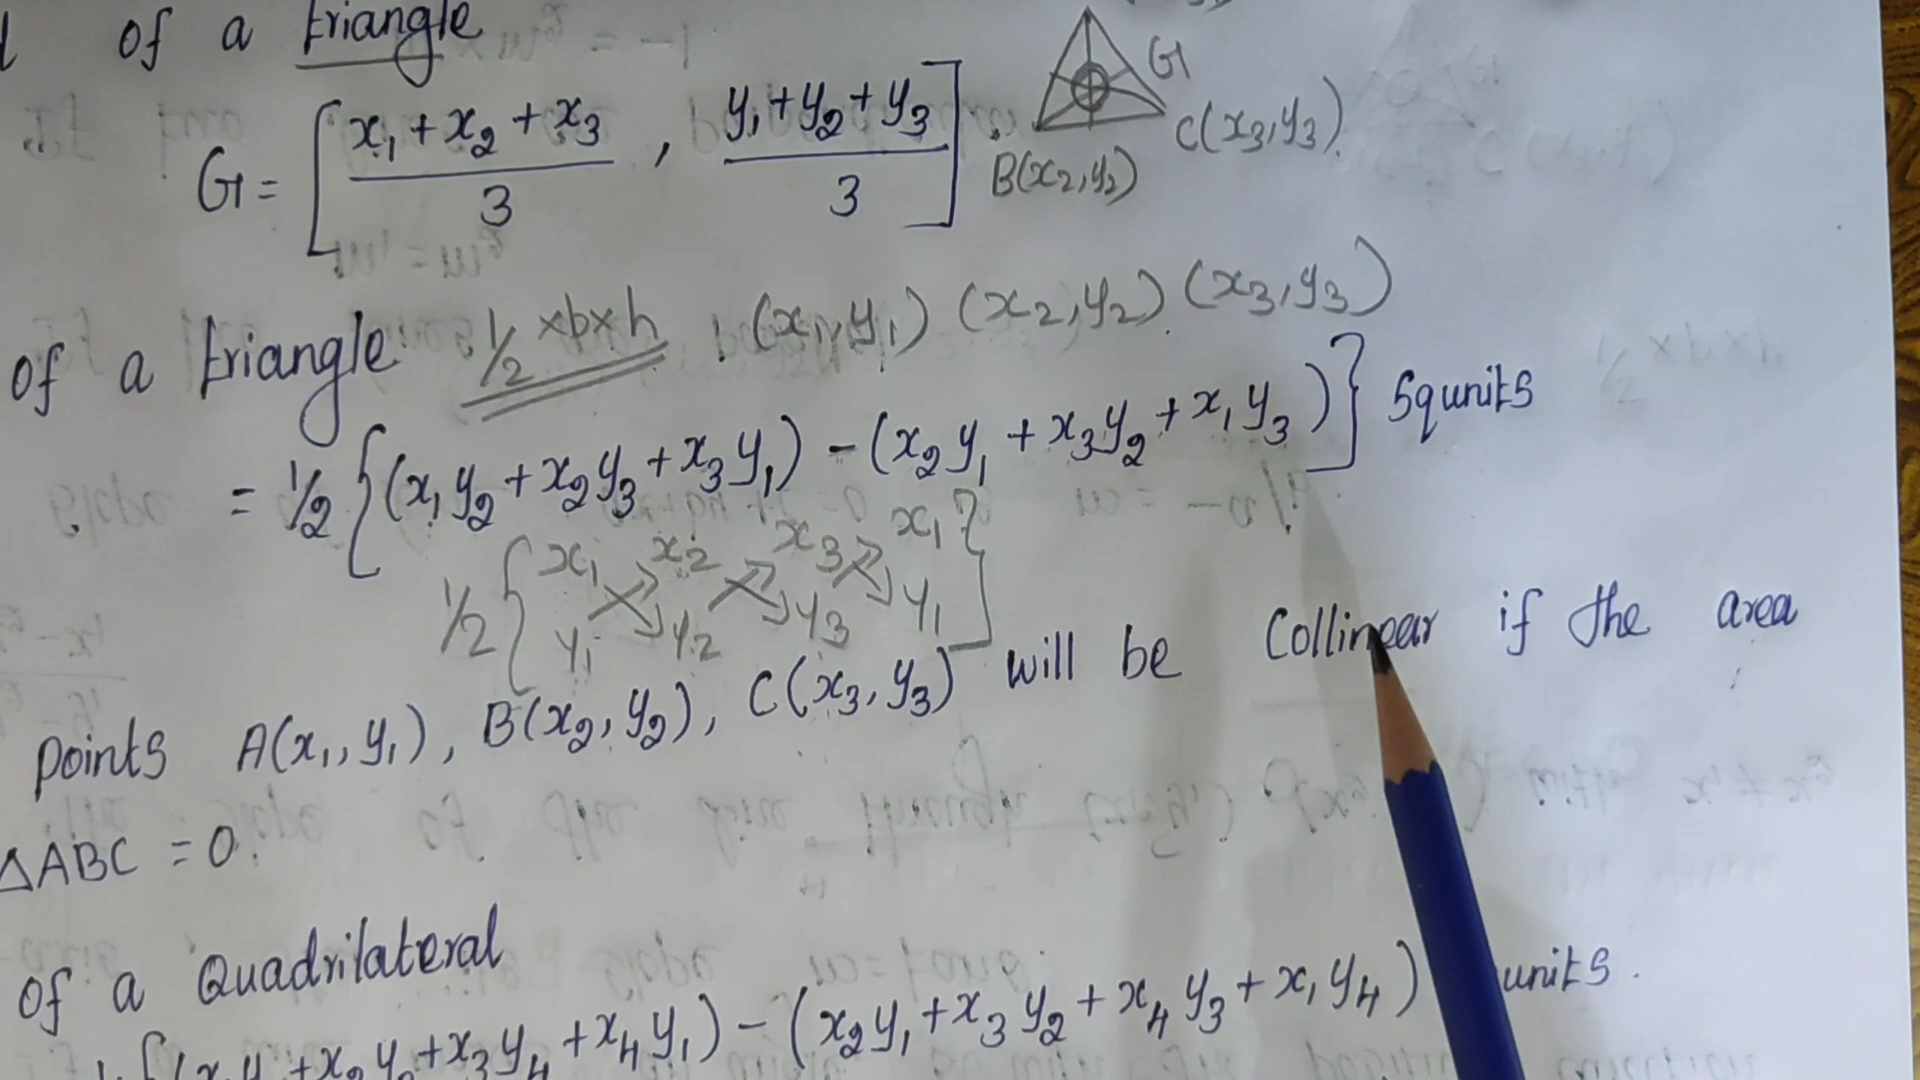 of a triangle
G = [ x₁ + x₂ + x₃ / 3 , y₁ + y₂ + y₃ / 3 ]. G
B(x₂, y₂) C(x₃, y₃)
of a triangle 1/2 × b × h : (x₁, y₁) (x₂, y₂) (x₃, y₃)
= 1/2 { (x₁y₂ + x₂y₃ + x₃y₁) - (x₂y₁ + x₃y₂ + x₁y₃) } Squnits
1/2 { x₁ x₂ x₃ x₁ }
y₁ y₂ y₃ y₁
Points A(x₁, y₁), B(x₂, y₂), C(x₃, y₃) will be Collinear if the area
△ABC = 0
of a Quadrilateral
+ x₃y₄ + x₄y₁) - (x₂y₁ + x₃y₂ + x₄y₃ + x₁y₄) units.